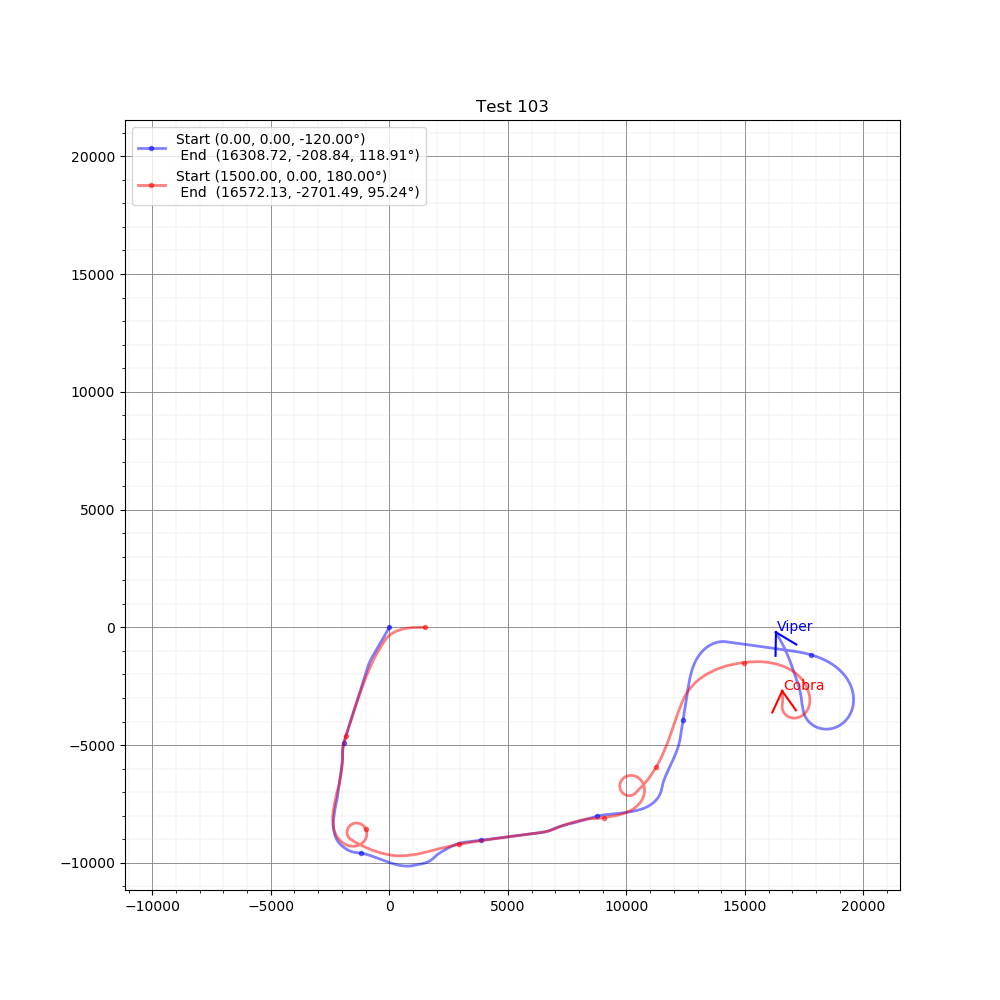 Test 103
Start (0.00, 0.00, -120.00°)
End  (16308.72, -208.84, 118.91°)
Start (1500.00, 0.00, 180.00°)
End  (16572.13, -2701.49, 95.24°)
20000
15000
10000
5000
0
−5000
−10000
Viper
Cobra
−10000 −5000 0 5000 10000 15000 20000